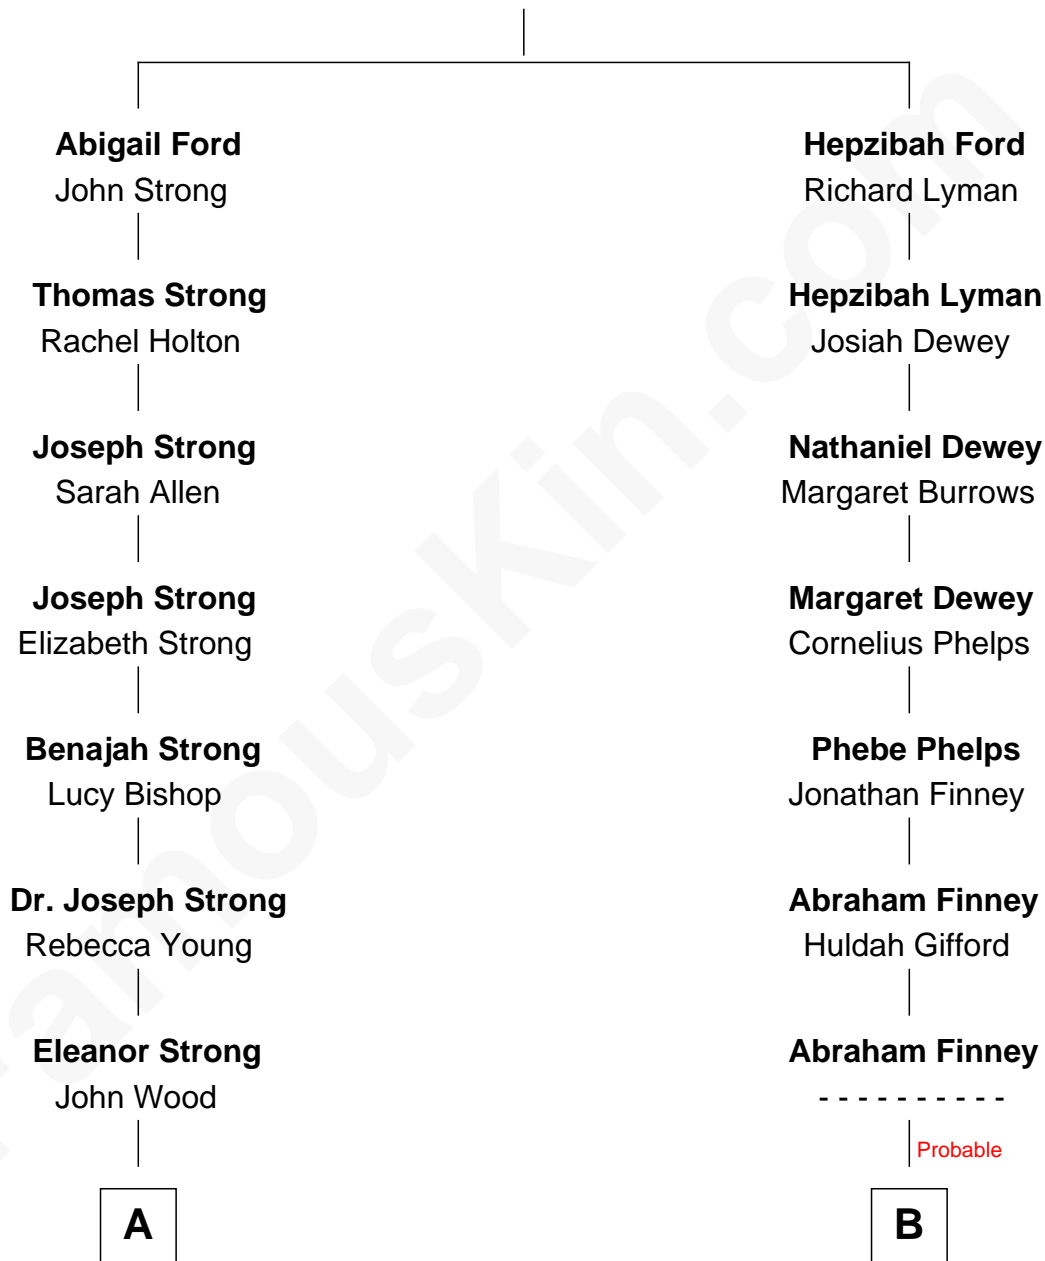 Abigail Ford
John Strong
Hepzibah Ford
Richard Lyman
Thomas Strong
Rachel Holton
Hepzibah Lyman
Josiah Dewey
Joseph Strong
Sarah Allen
Nathaniel Dewey
Margaret Burrows
Joseph Strong
Elizabeth Strong
Margaret Dewey
Cornelius Phelps
Benajah Strong
Lucy Bishop
Phebe Phelps
Jonathan Finney
Dr. Joseph Strong
Rebecca Young
Abraham Finney
Huldah Gifford
Eleanor Strong
John Wood
Abraham Finney
- - - - - - - - - -
Probable
A
B
FamousKin.com